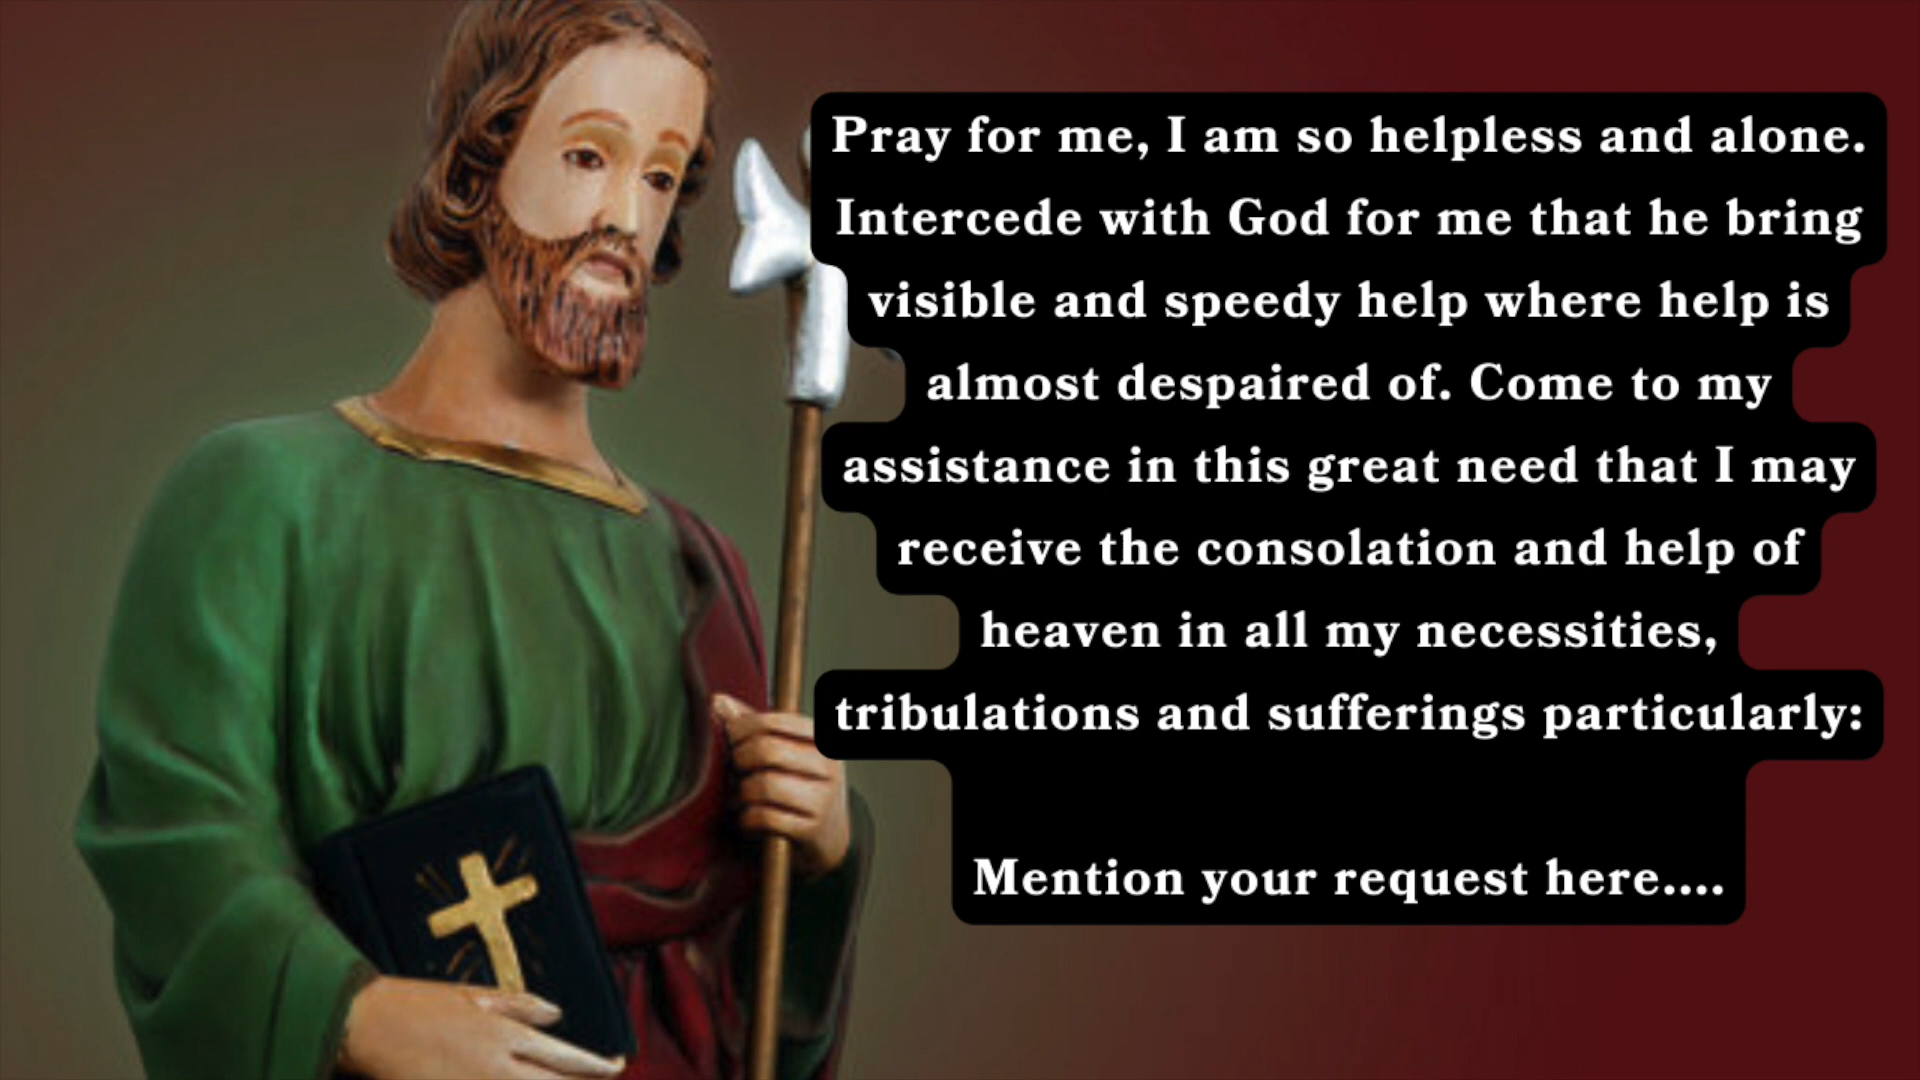 Pray for me, I am so helpless and alone.
Intercede with God for me that he bring
visible and speedy help where help is
almost despaired of. Come to my
assistance in this great need that I may
receive the consolation and help of
heaven in all my necessities,
tribulations and sufferings particularly:
Mention your request here....